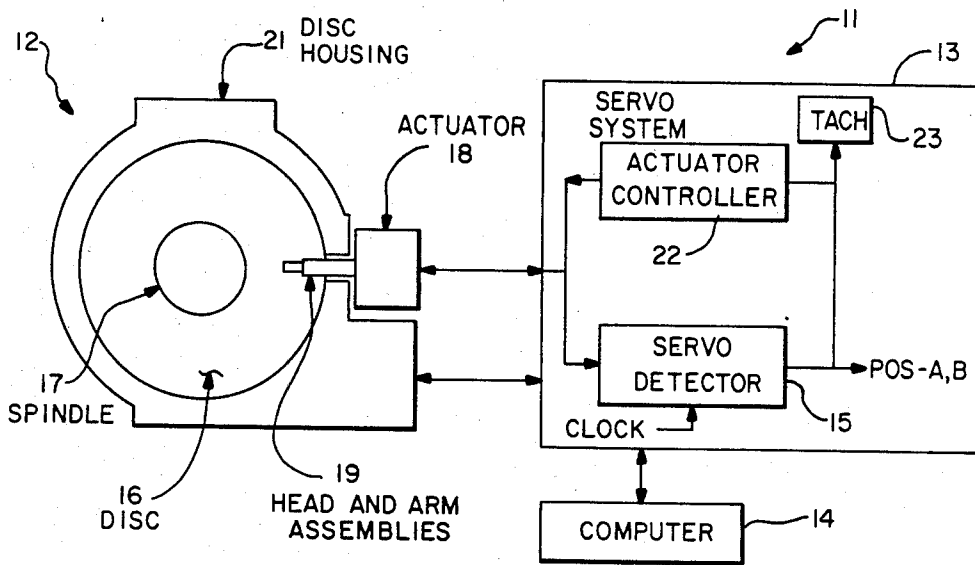 12
21 DISC
HOUSING
11
13
ACTUATOR
18
SERVO
SYSTEM
TACH
23
ACTUATOR
CONTROLLER
22
SERVO
DETECTOR
POS-A,B
15
CLOCK
17
SPINDLE
16
DISC
19
HEAD AND ARM
ASSEMBLIES
COMPUTER
14